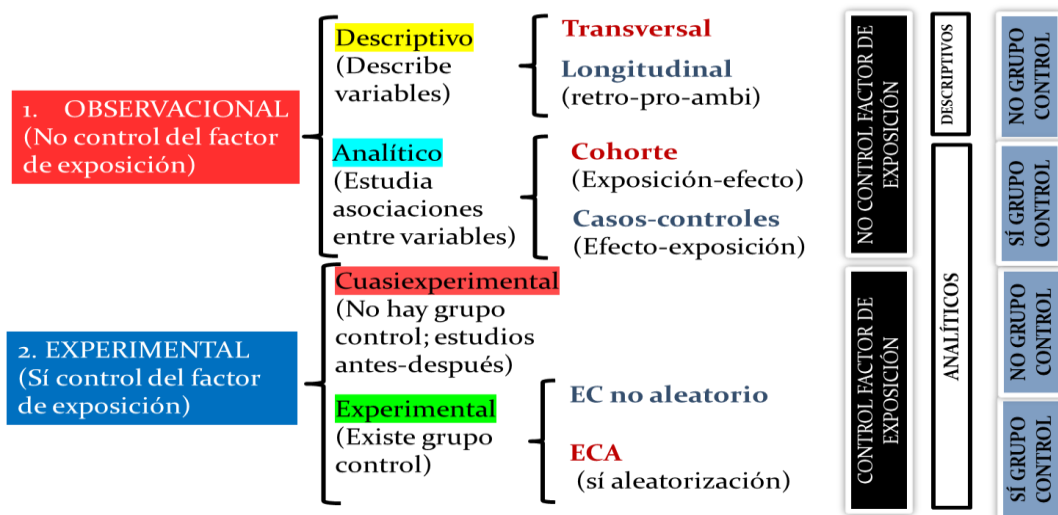 1. OBSERVACIONAL
(No control del factor
de exposición)
Descriptivo
(Describe
variables)
Transversal
Longitudinal
(retro-pro-ambi)
Analítico
(Estudia
asociaciones
entre variables)
Cohorte
(Exposición-efecto)
Casos-controles
(Efecto-exposición)
2. EXPERIMENTAL
(Sí control del factor
de exposición)
Cuasiexperimental
(No hay grupo
control; estudios
antes-después)
Experimental
(Existe grupo
control)
EC no aleatorio
ECA
(sí aleatorización)
NO CONTROL FACTOR DE
EXPOSICIÓN
CONTROL FACTOR DE
EXPOSICIÓN
DESCRIPTIVOS
ANALÍTICOS
NO GRUPO
CONTROL
SÍ GRUPO
CONTROL
NO GRUPO
CONTROL
SÍ GRUPO
CONTROL